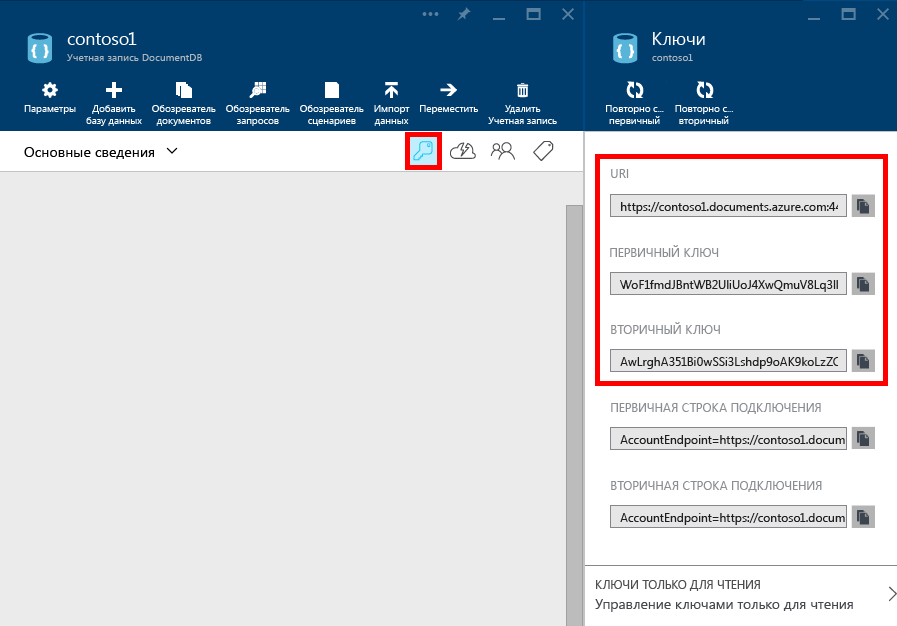 contoso1
Учетная запись DocumentDB
Параметры
Добавить
базу данных
Обозреватель
документов
Обозреватель
запросов
Обозреватель
сценариев
Импорт
данных
Переместить
Удалить
Учетная запись
Основные сведения
Ключи
contoso1
Повторно с...
первичный
Повторно с...
вторичный
URI
https://contoso1.documents.azure.com:44
ПЕРВИЧНЫЙ КЛЮЧ
WoF1fmdJBntWB2UliUoJ4XwQmuV8Lq3Il
ВТОРИЧНЫЙ КЛЮЧ
AwLrghA351Bi0wSSi3Lshdp9oAK9koLzZC
ПЕРВИЧНАЯ СТРОКА ПОДКЛЮЧЕНИЯ
AccountEndpoint=https://contoso1.docum
ВТОРИЧНАЯ СТРОКА ПОДКЛЮЧЕНИЯ
AccountEndpoint=https://contoso1.docum
КЛЮЧИ ТОЛЬКО ДЛЯ ЧТЕНИЯ
Управление ключами только для чтения